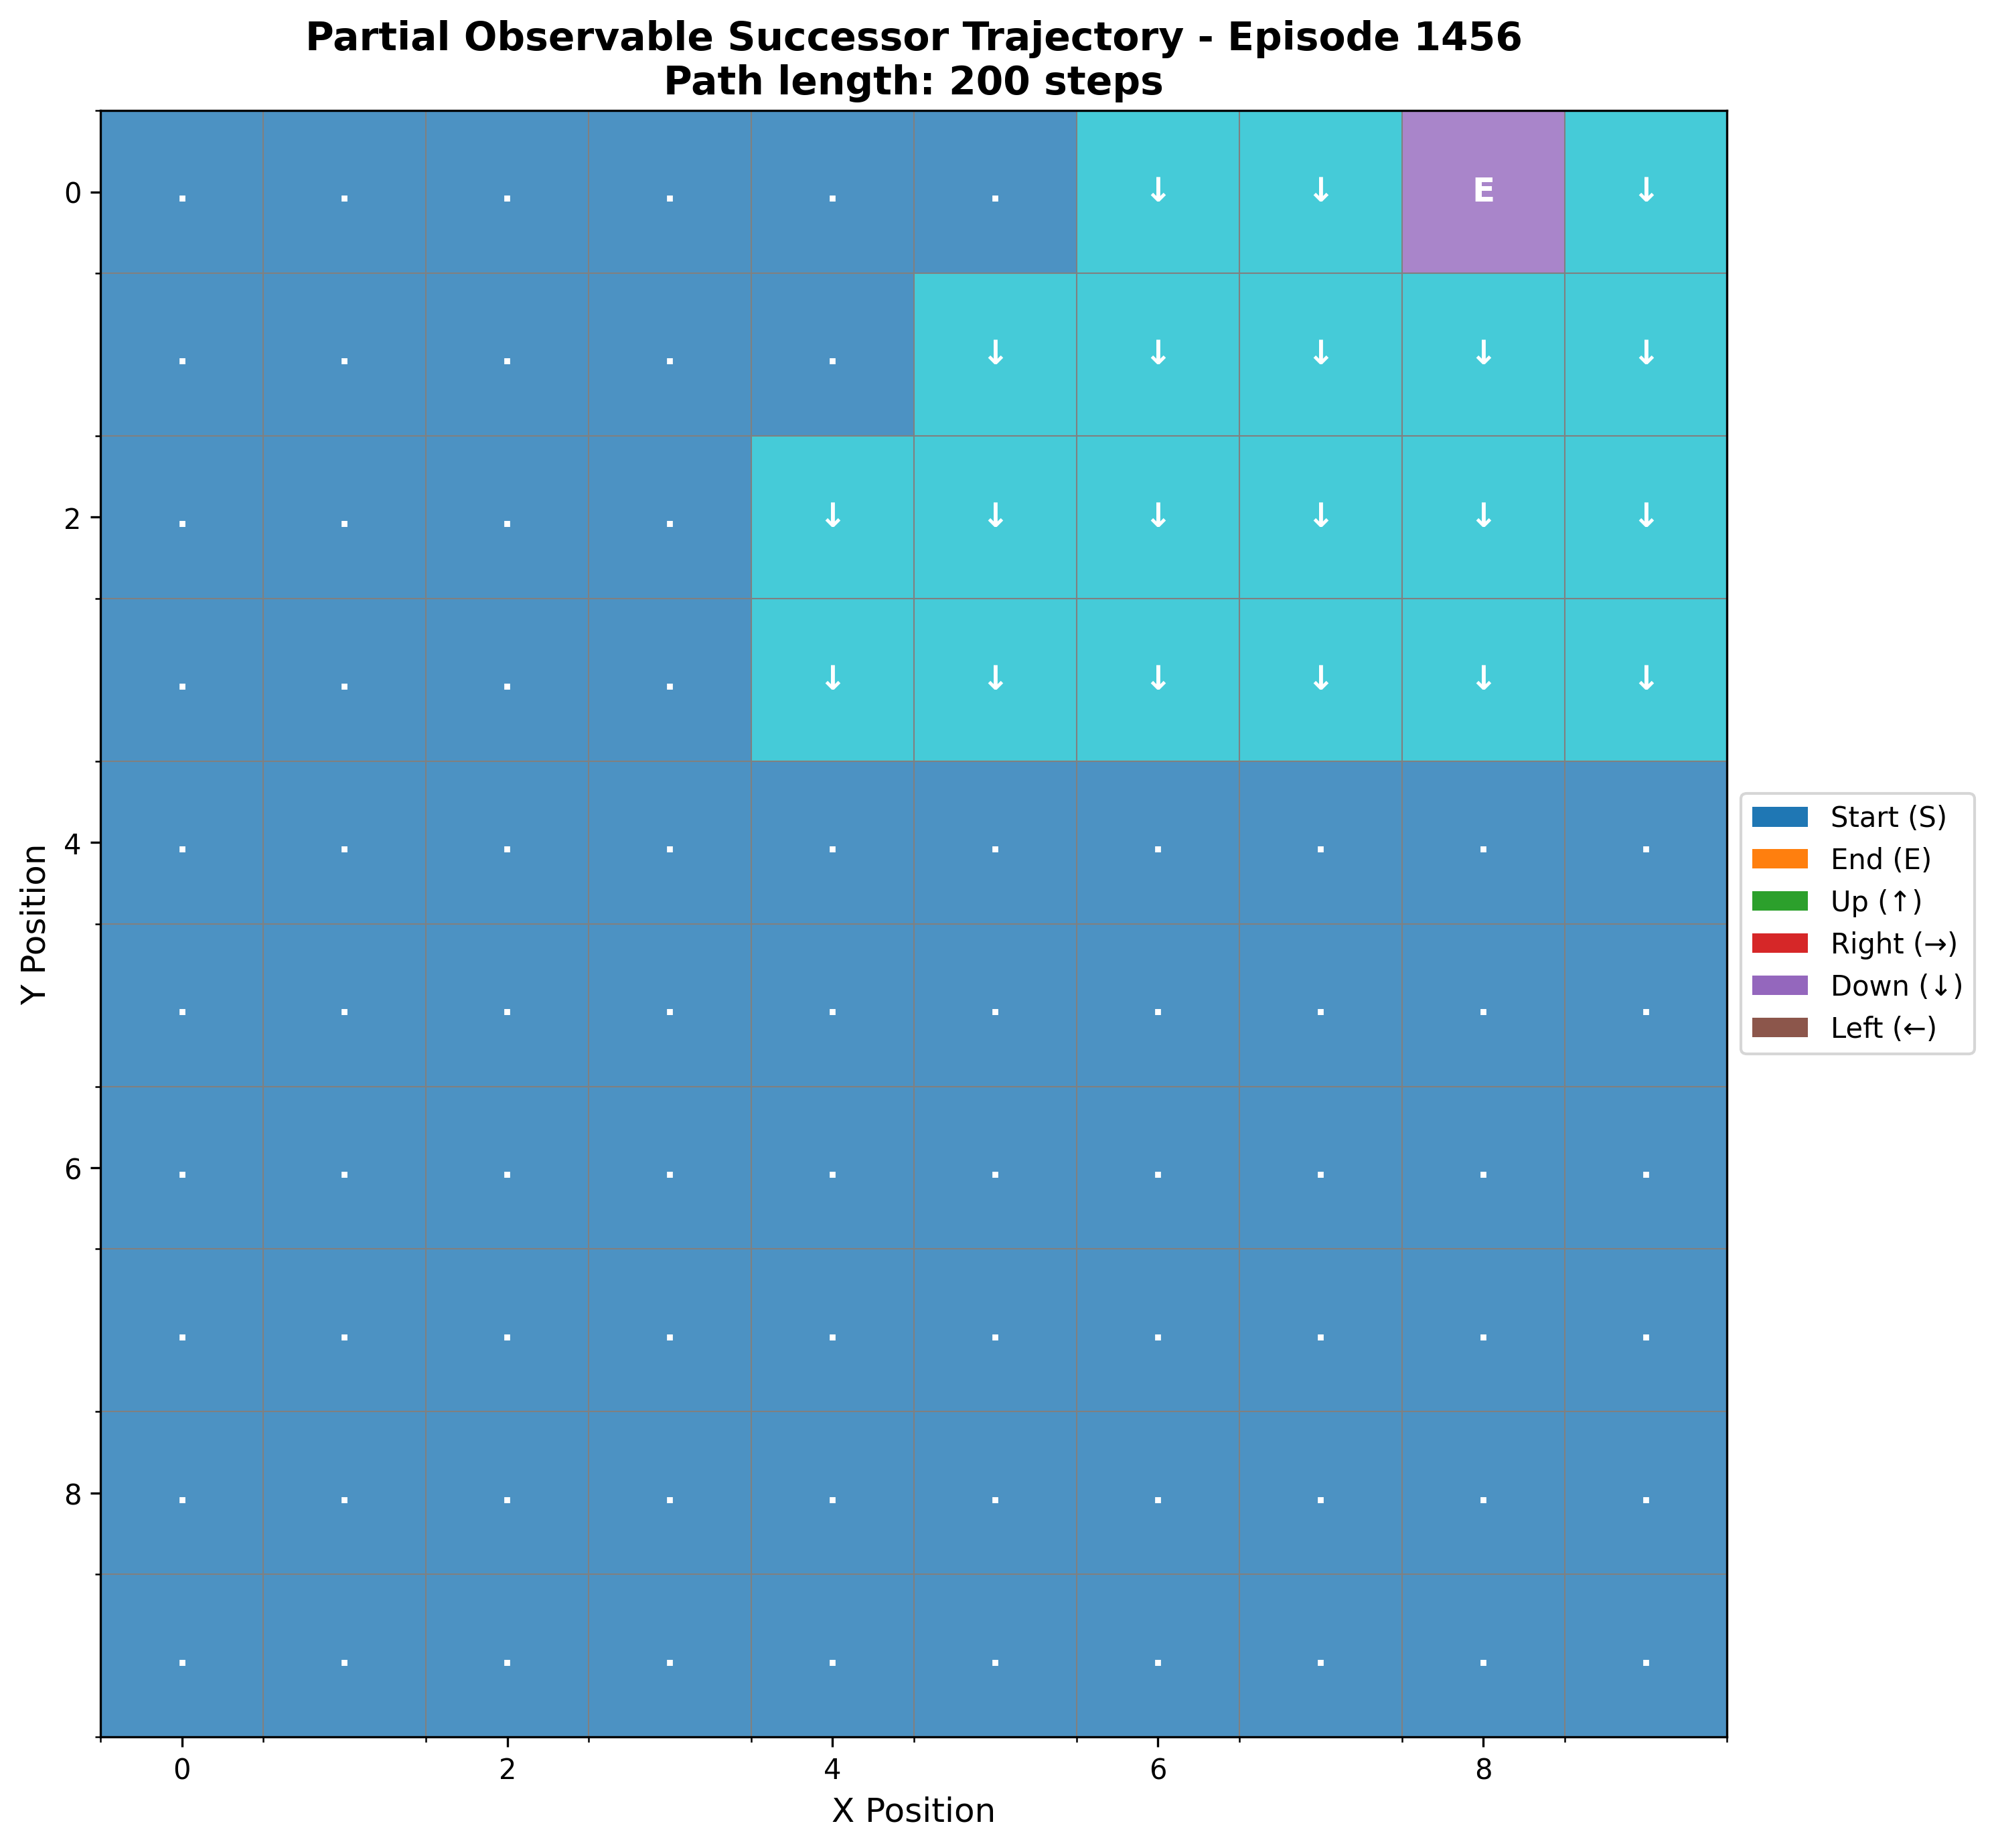 Partial Observable Successor Trajectory - Episode 1456
Path length: 200 steps
0 . . . . . . ↓ ↓ E ↓
. . . . . ↓ ↓ ↓ ↓ ↓
2 . . . . ↓ ↓ ↓ ↓ ↓ ↓
. . . . ↓ ↓ ↓ ↓ ↓ ↓
4 . . . . . . . . . .
. . . . . . . . . .
6 . . . . . . . . . .
. . . . . . . . . .
8 . . . . . . . . . .
. . . . . . . . . .
0 2 4 6 8
X Position
Y Position
Start (S)
End (E)
Up (↑)
Right (→)
Down (↓)
Left (←)